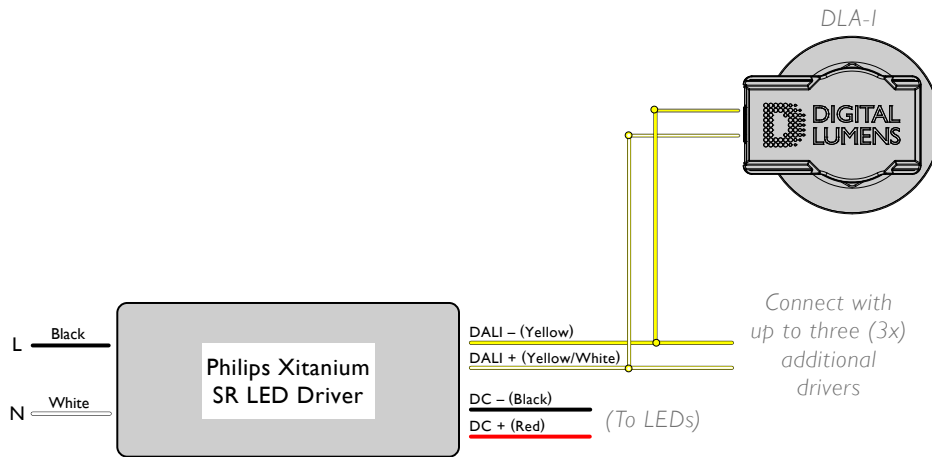 DLA-I
DIGITAL
LUMENS
Connect with
up to three (3x)
additional
drivers
L
Black
N
White
Philips Xitanium
SR LED Driver
DALI – (Yellow)
DALI + (Yellow/White)
DC – (Black)
DC + (Red)
(To LEDs)